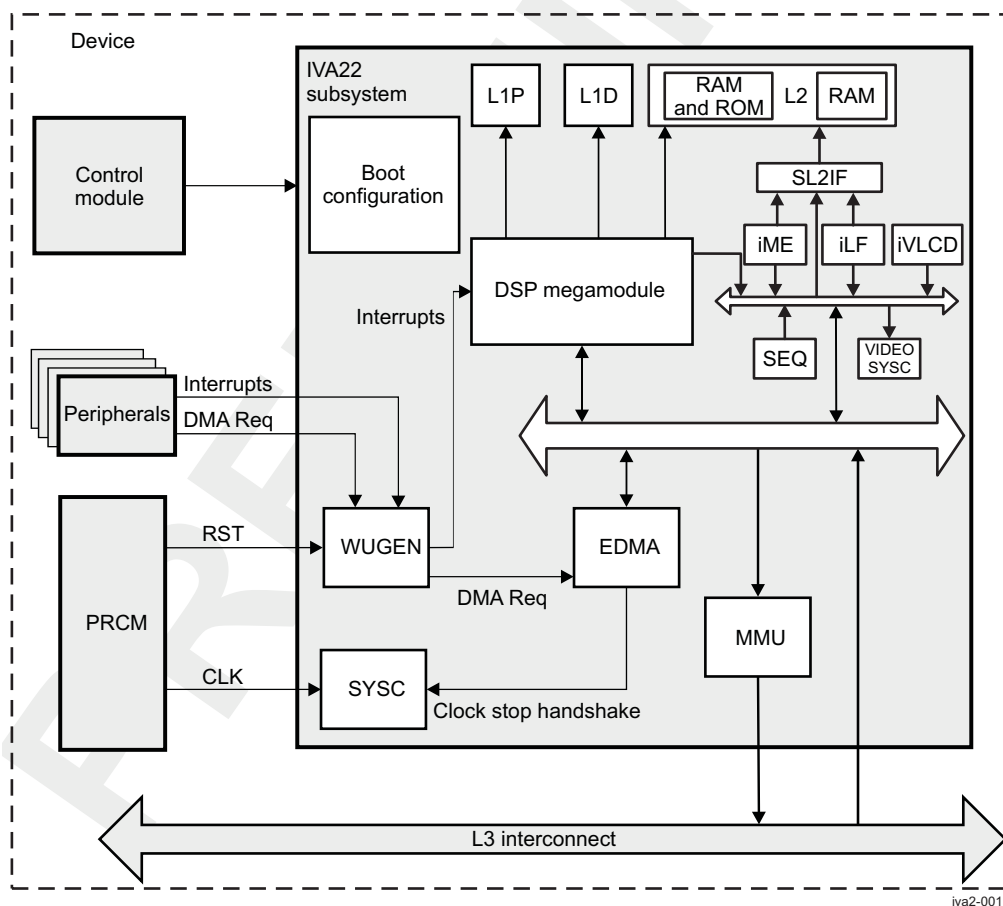 Device
IVA22
subsystem
L1P
L1D
RAM
and ROM
L2
RAM
Control
module
Boot
configuration
SL2IF
iME
iLF
iVLCD
DSP megamodule
Interrupts
SEQ
VIDEO
SYSC
Peripherals
Interrupts
DMA Req
RST
WUGEN
EDMA
DMA Req
PRCM
MMU
CLK
SYSC
Clock stop handshake
L3 interconnect
iva2-001